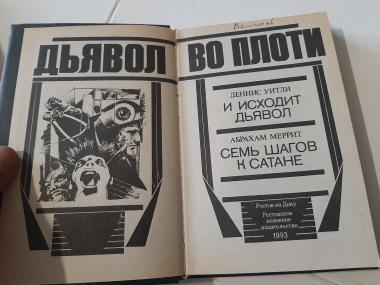 ДЬЯВОЛ ВО ПЛОТИ
ДЕННИС УИТЛИ
И ИСХОДИТ
ДЬЯВОЛ
АБРАХАМ МЕРРИТ
СЕМЬ ШАГОВ
К САТАНЕ
Ростов на Дону
Ростовское
книжное
издательство
1993